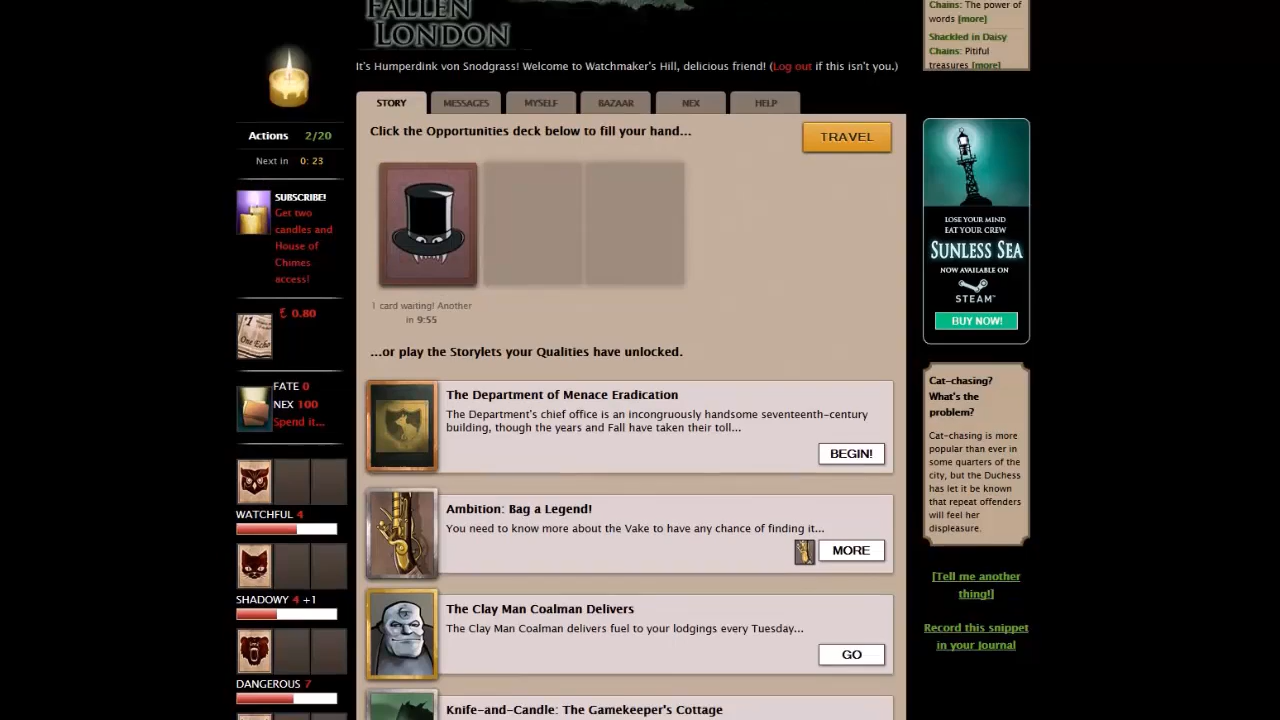 FALLEN
LONDON
It's Humperdink von Snodgrass! Welcome to Watchmaker's Hill, delicious friend! (Log out if this isn't you.)
STORY
MESSAGES
MYSELF
BAZAAR
NEX
HELP
Actions 2/20
Next in 0: 23
SUBSCRIBE!
Get two
candles and
House of
Chimes
access!
£ 0.80
#1
One Echo
FATE 0
NEX 100
Spend it...
WATCHFUL 4
SHADOWY 4 +1
DANGEROUS 7
Click the Opportunities deck below to fill your hand...
TRAVEL
1 card waiting! Another
in 9:55
...or play the Storylets your Qualities have unlocked.
The Department of Menace Eradication
The Department's chief office is an incongruously handsome seventeenth-century
building, though the years and Fall have taken their toll...
BEGIN!
Ambition: Bag a Legend!
You need to know more about the Vake to have any chance of finding it...
MORE
The Clay Man Coalman Delivers
The Clay Man Coalman delivers fuel to your lodgings every Tuesday...
GO
Knife-and-Candle: The Gamekeeper's Cottage
Chains: The power of
words [more]
Shackled in Daisy
Chains: Pitiful
treasures [more]
LOSE YOUR MIND
EAT YOUR CREW
SUNLESS SEA
NOW AVAILABLE ON
STEAM™
BUY NOW!
Cat-chasing?
What's the
problem?
Cat-chasing is more
popular than ever in
some quarters of the
city, but the Duchess
has let it be known
that repeat offenders
will feel her
displeasure.
[Tell me another
thing!]
Record this snippet
in your Journal